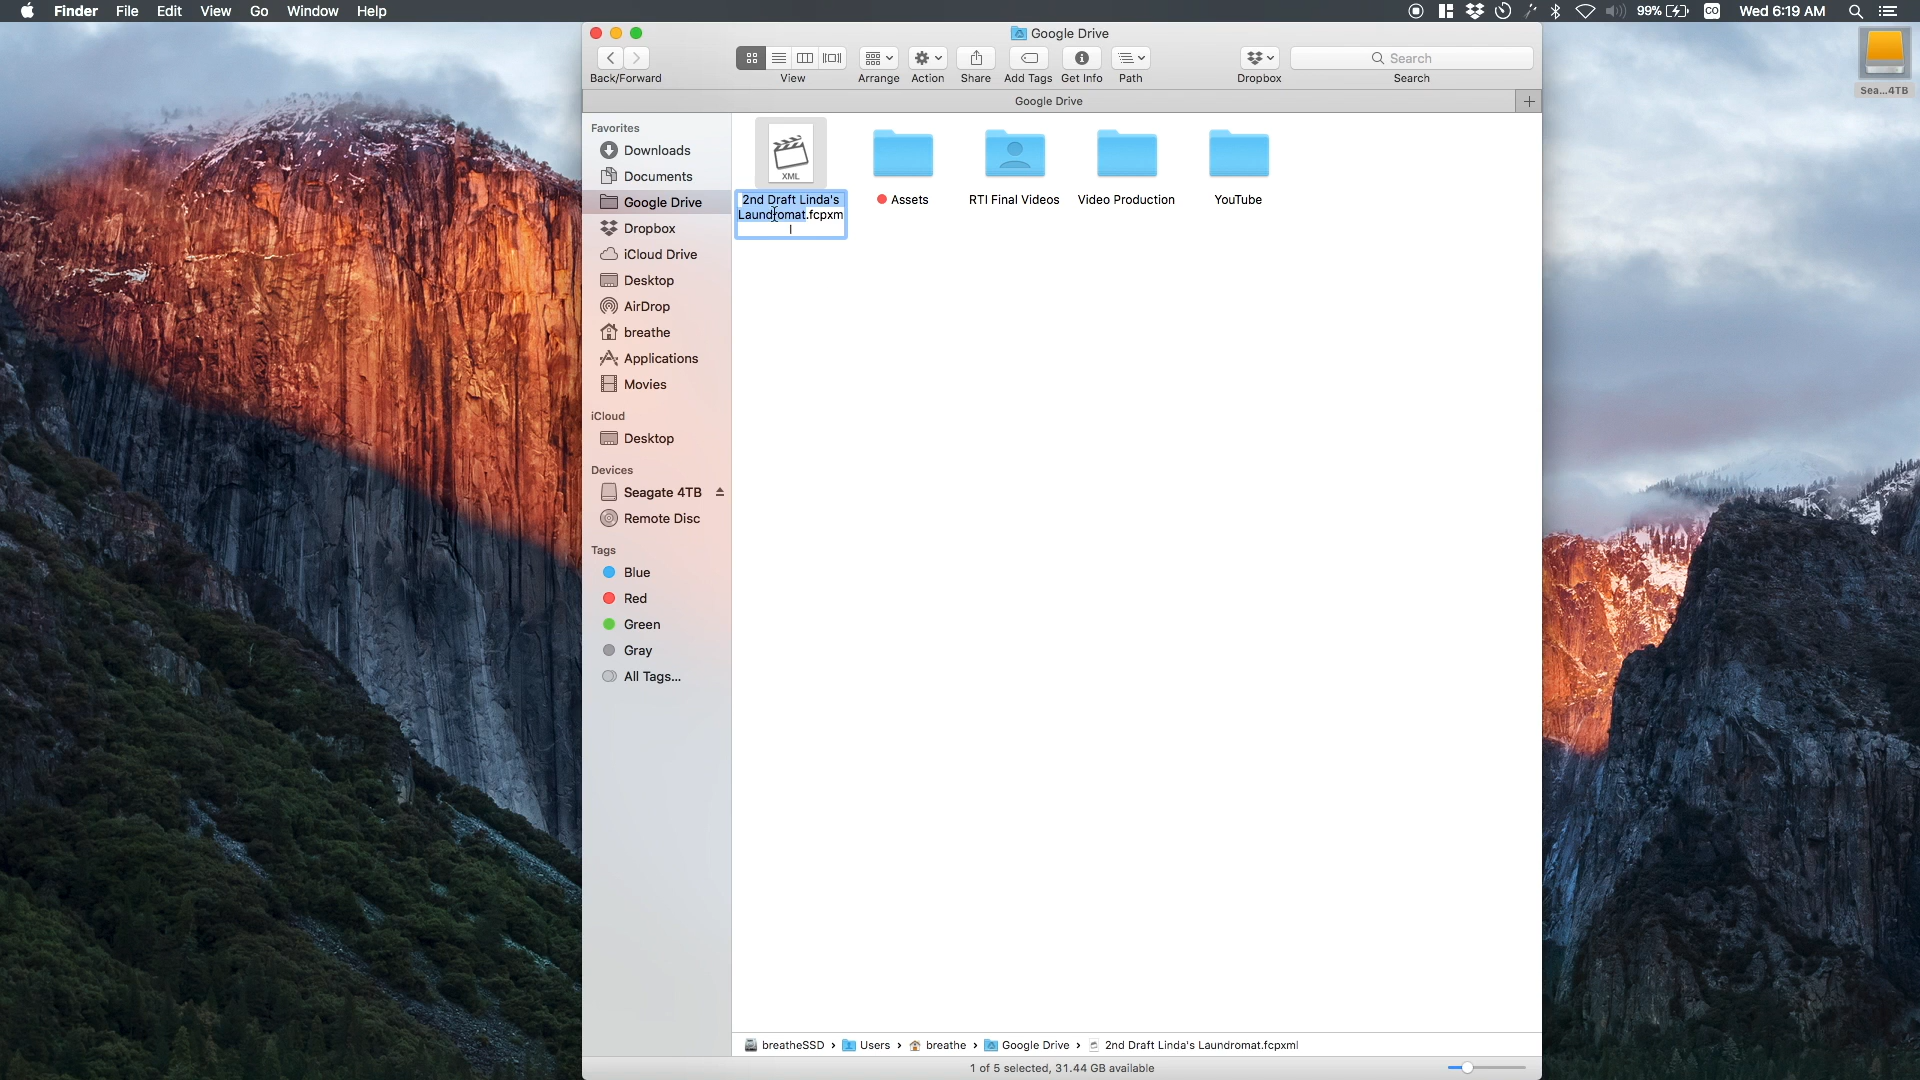 Finder File Edit View Go Window Help
99% CO Wed 6:19 AM
Sea...4TB
Google Drive
Back/Forward View Arrange Action Share Add Tags Get Info Path Dropbox Search
Search
Google Drive
Favorites
Downloads
Documents
Google Drive
Dropbox
iCloud Drive
Desktop
AirDrop
breathe
Applications
Movies
iCloud
Desktop
Devices
Seagate 4TB
Remote Disc
Tags
Blue
Red
Green
Gray
All Tags...
XML
2nd Draft Linda's
Laundromat.fcpxm
l
Assets
RTI Final Videos
Video Production
YouTube
breatheSSD › Users › breathe › Google Drive › 2nd Draft Linda's Laundromat.fcpxml
1 of 5 selected, 31.44 GB available